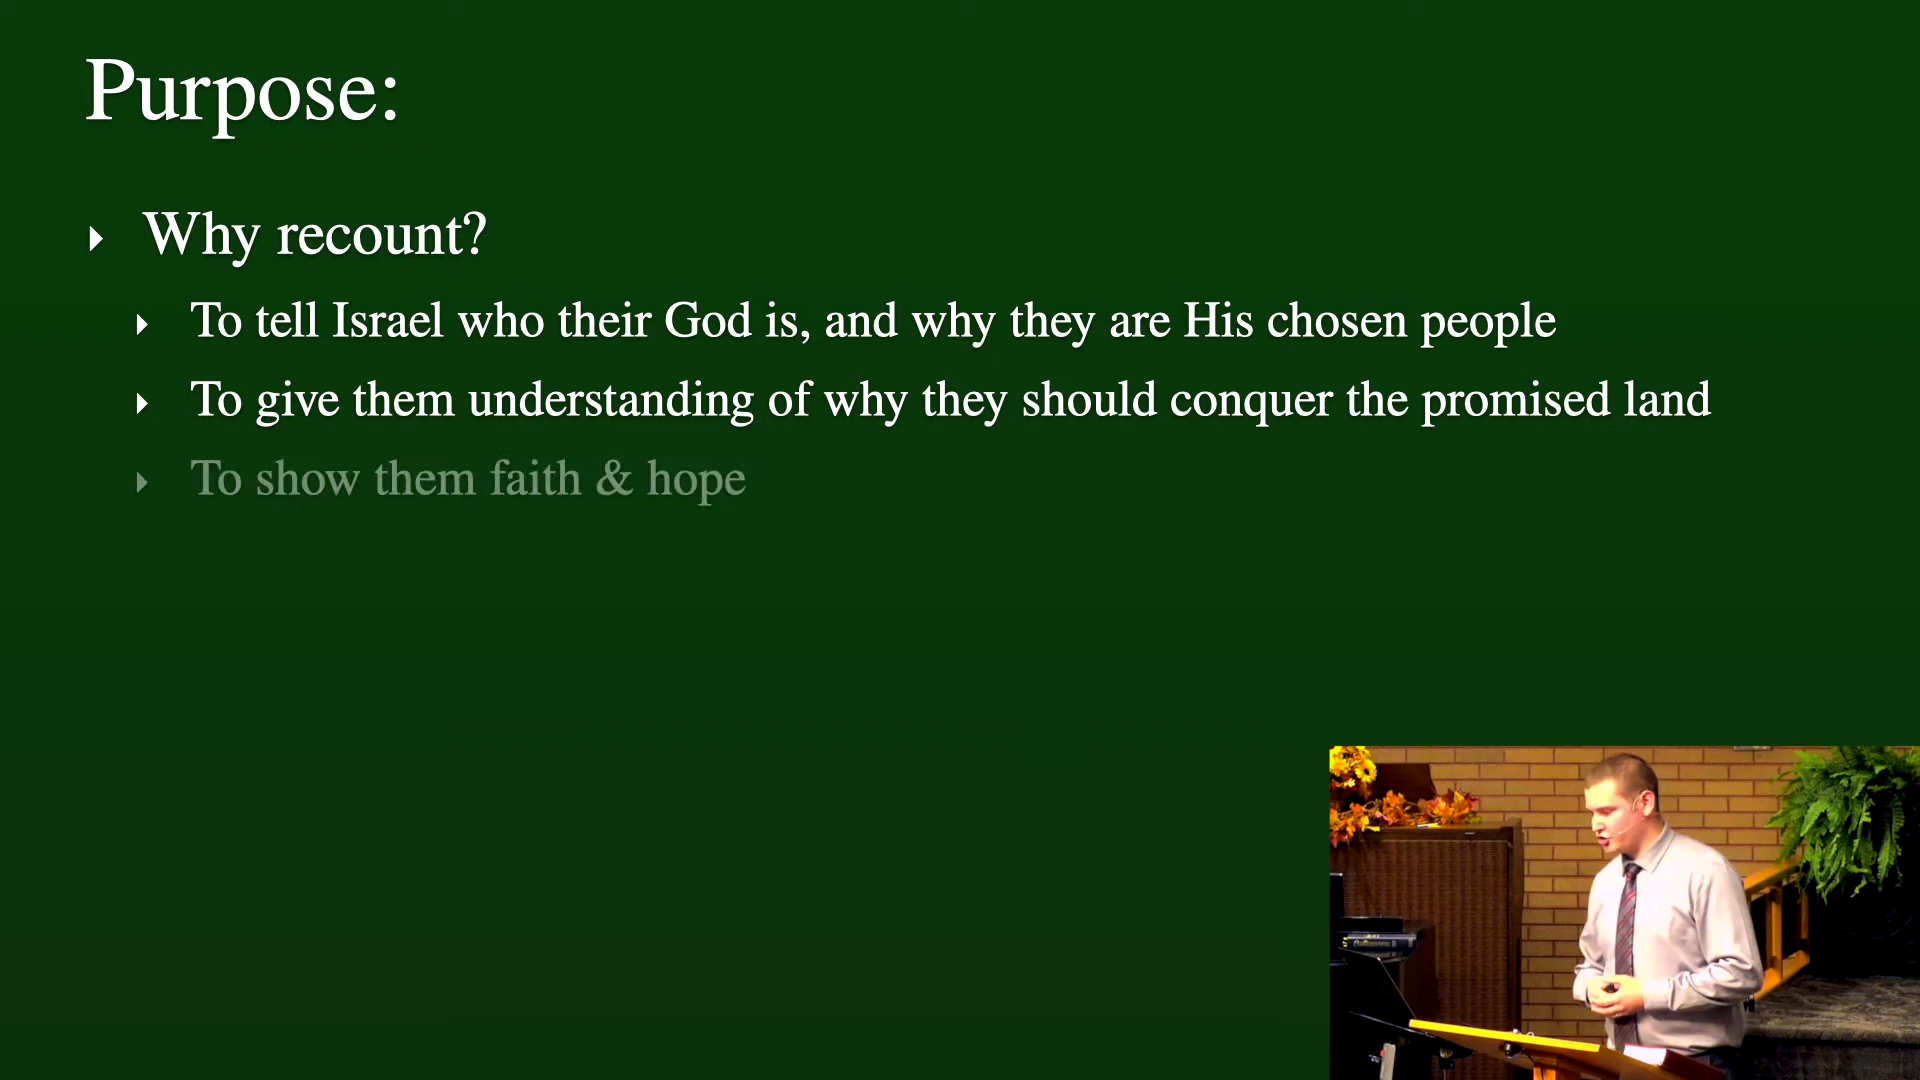 Purpose:
Why recount?
To tell Israel who their God is, and why they are His chosen people
To give them understanding of why they should conquer the promised land
To show them faith & hope